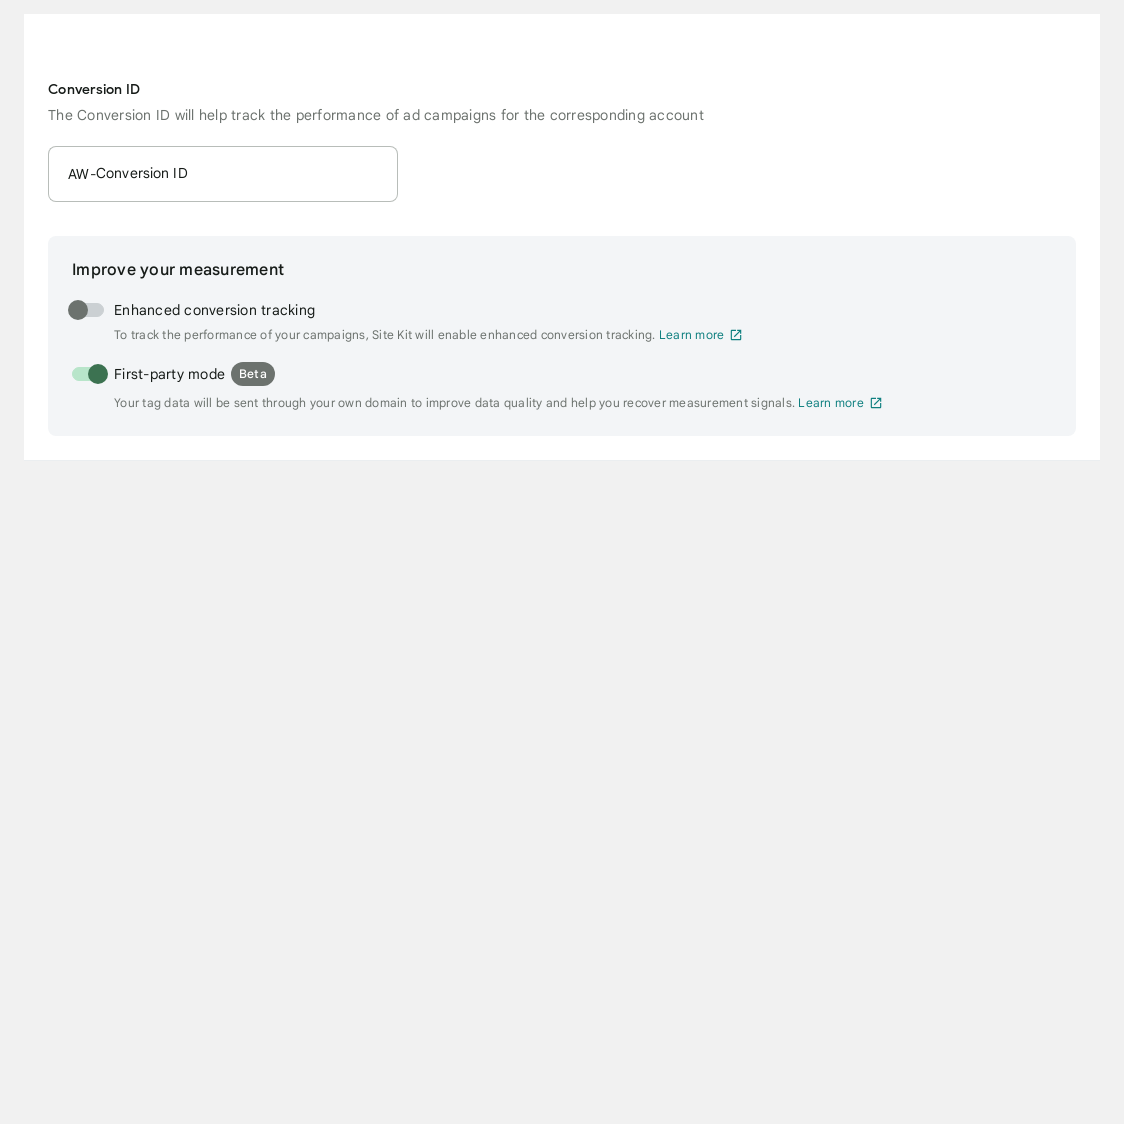 Conversion ID
The Conversion ID will help track the performance of ad campaigns for the corresponding account
AW-Conversion ID
Improve your measurement
Enhanced conversion tracking
To track the performance of your campaigns, Site Kit will enable enhanced conversion tracking. Learn more
First-party mode Beta
Your tag data will be sent through your own domain to improve data quality and help you recover measurement signals. Learn more